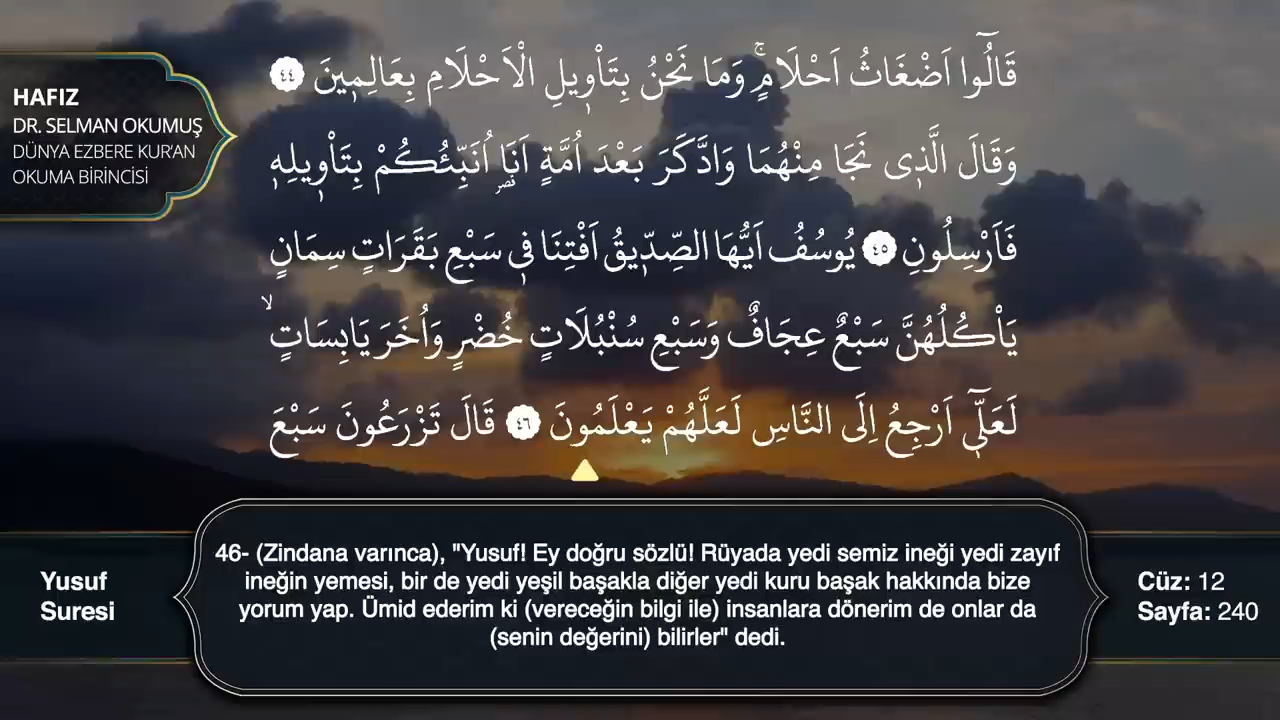 HAFIZ
DR. SELMAN OKUMUŞ
DÜNYA EZBERE KUR'AN
OKUMA BİRİNCİSİ
قَالُٓوا اَضْغَاثُ اَحْلَامٍۚ وَمَا نَحْنُ بِتَأْو۪يلِ الْاَحْلَامِ بِعَالِم۪ينَ ﴿٤٤﴾
وَقَالَ الَّذ۪ي نَجَا مِنْهُمَا وَادَّكَرَ بَعْدَ اُمَّةٍ اَنَا۬ اُنَبِّئُكُمْ بِتَأْو۪يلِه۪
فَاَرْسِلُونِ ﴿٤٥﴾ يُوسُفُ اَيُّهَا الصِّدّ۪يقُ اَفْتِنَا ف۪ي سَبْعِ بَقَرَاتٍ سِمَانٍ
يَأْكُلُهُنَّ سَبْعٌ عِجَافٌ وَسَبْعِ سُنْبُلَاتٍ خُضْرٍ وَاُخَرَ يَابِسَاتٍۙ
لَعَلّ۪ٓي اَرْجِعُ اِلَى النَّاسِ لَعَلَّهُمْ يَعْلَمُونَ ﴿٤٦﴾ قَالَ تَزْرَعُونَ سَبْعَ
Yusuf
Suresi
46- (Zindana varınca), "Yusuf! Ey doğru sözlü! Rüyada yedi semiz ineği yedi zayıf
ineğin yemesi, bir de yedi yeşil başakla diğer yedi kuru başak hakkında bize
yorum yap. Ümid ederim ki (vereceğin bilgi ile) insanlara dönerim de onlar da
(senin değerini) bilirler" dedi.
Cüz: 12
Sayfa: 240